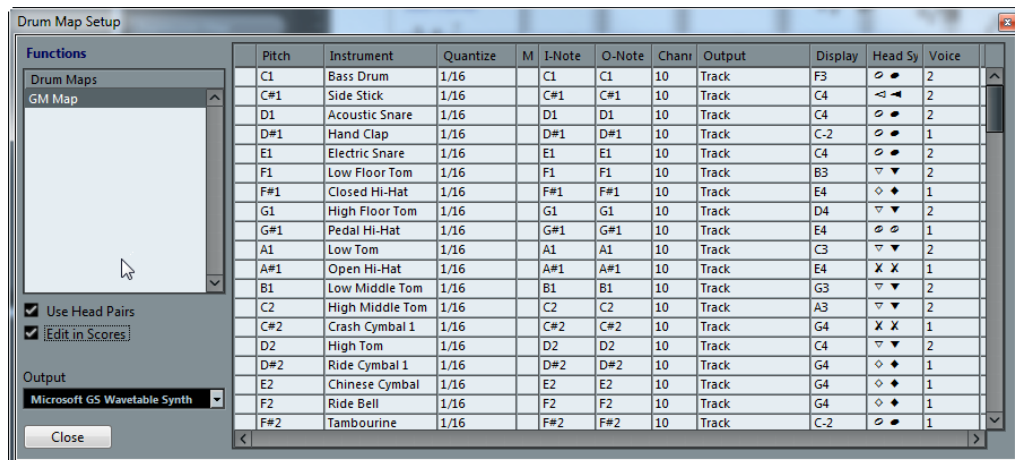 Drum Map Setup
Functions
Drum Maps
GM Map
Use Head Pairs
Edit in Scores
Output
Microsoft GS Wavetable Synth
Close
Pitch Instrument Quantize M I-Note O-Note Chann Output Display Head Sy Voice
C1 Bass Drum 1/16 C1 C1 10 Track F3 2
C#1 Side Stick 1/16 C#1 C#1 10 Track C4 2
D1 Acoustic Snare 1/16 D1 D1 10 Track C4 2
D#1 Hand Clap 1/16 D#1 D#1 10 Track C-2 1
E1 Electric Snare 1/16 E1 E1 10 Track C4 2
F1 Low Floor Tom 1/16 F1 F1 10 Track B3 2
F#1 Closed Hi-Hat 1/16 F#1 F#1 10 Track E4 1
G1 High Floor Tom 1/16 G1 G1 10 Track D4 2
G#1 Pedal Hi-Hat 1/16 G#1 G#1 10 Track E4 1
A1 Low Tom 1/16 A1 A1 10 Track C3 2
A#1 Open Hi-Hat 1/16 A#1 A#1 10 Track E4 1
B1 Low Middle Tom 1/16 B1 B1 10 Track G3 2
C2 High Middle Tom 1/16 C2 C2 10 Track A3 2
C#2 Crash Cymbal 1 1/16 C#2 C#2 10 Track G4 1
D2 High Tom 1/16 D2 D2 10 Track C4 2
D#2 Ride Cymbal 1 1/16 D#2 D#2 10 Track G4 1
E2 Chinese Cymbal 1/16 E2 E2 10 Track G4 1
F2 Ride Bell 1/16 F2 F2 10 Track G4 1
F#2 Tambourine 1/16 F#2 F#2 10 Track C-2 1